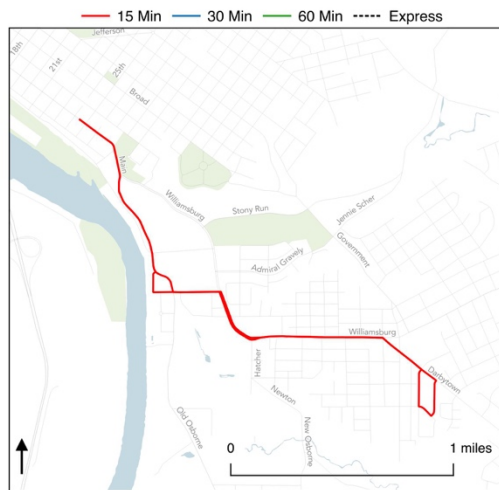 15 Min 30 Min 60 Min Express
Jefferson
18th
21st
25th
Broad
Main
Williamsburg
Stony Run
Jennie Scher
Government
Admiral Gravely
Williamsburg
Hatcher
Darbytown
Newton
Old Osborne
New Osborne
0 1 miles